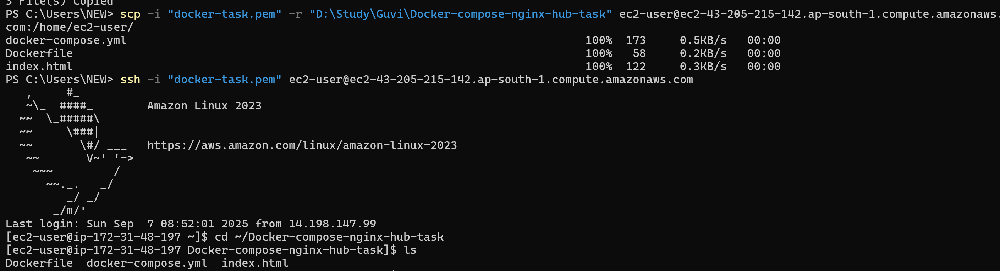 3 File(s) copied
PS C:\Users\NEW> scp -i "docker-task.pem" -r "D:\Study\Guvi\Docker-compose-nginx-hub-task" ec2-user@ec2-43-205-215-142.ap-south-1.compute.amazonaws.
com:/home/ec2-user/
docker-compose.yml                                                                                     100%  173     0.5KB/s   00:00
Dockerfile                                                                                             100%   58     0.2KB/s   00:00
index.html                                                                                             100%  122     0.3KB/s   00:00
PS C:\Users\NEW> ssh -i "docker-task.pem" ec2-user@ec2-43-205-215-142.ap-south-1.compute.amazonaws.com
   ,     #_
   ~\_  ####_        Amazon Linux 2023
  ~~  \_#####\
  ~~     \###|
  ~~       \#/ ___   https://aws.amazon.com/linux/amazon-linux-2023
   ~~       V~' '->
    ~~~         /
      ~~._.   _/
         _/ _/
       _/m/'
Last login: Sun Sep  7 08:52:01 2025 from 14.198.147.99
[ec2-user@ip-172-31-48-197 ~]$ cd ~/Docker-compose-nginx-hub-task
[ec2-user@ip-172-31-48-197 Docker-compose-nginx-hub-task]$ ls
Dockerfile  docker-compose.yml  index.html